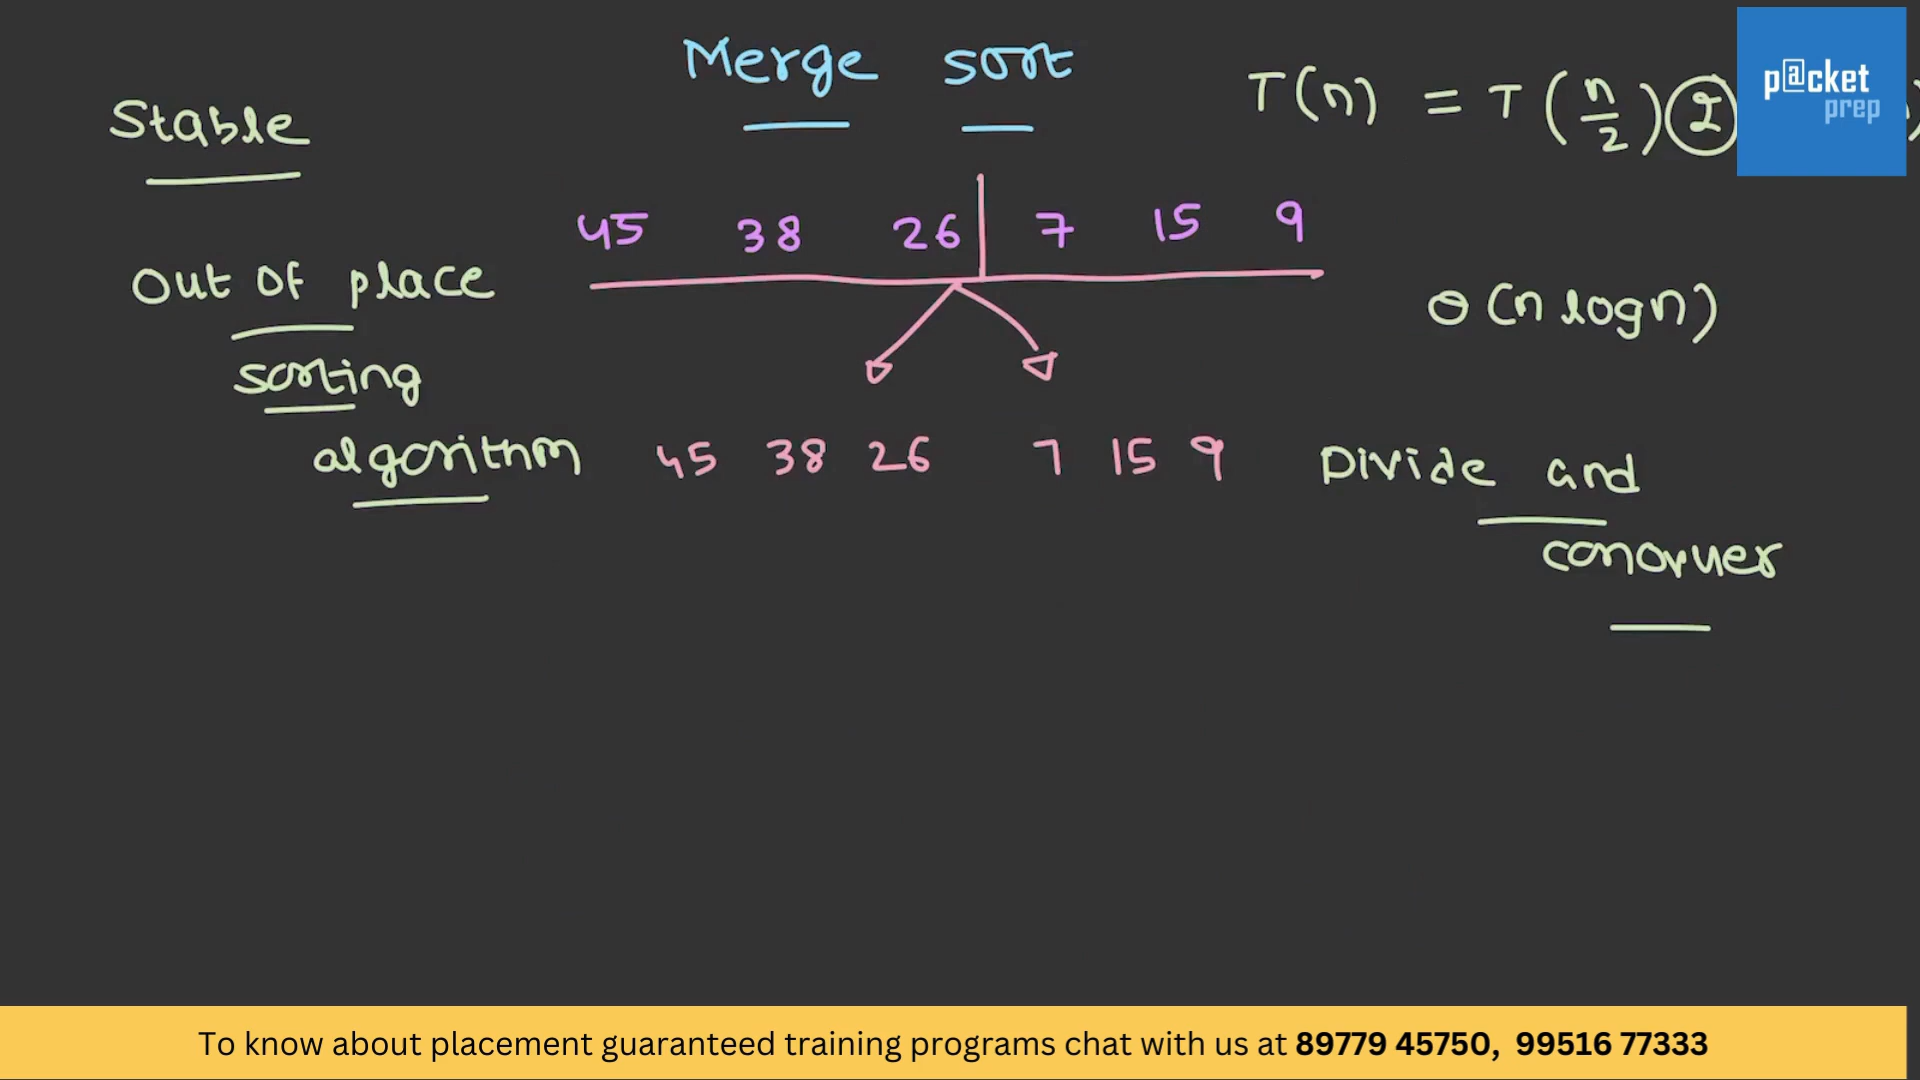 Merge sort
T(n) = T(n/2) 2
p@cket
prep
Stable
45 38 26 7 15 9
Out of place
sorting
algorithm
θ(n logn)
45 38 26 7 15 9
Divide and
conquer
To know about placement guaranteed training programs chat with us at 89779 45750, 99516 77333